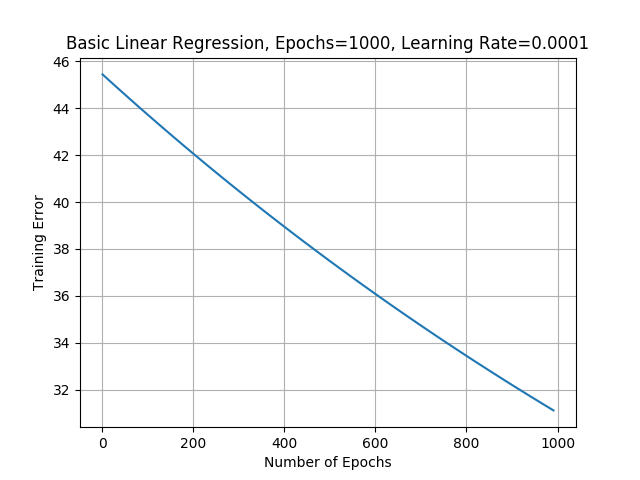 Basic Linear Regression, Epochs=1000, Learning Rate=0.0001
46
44
42
40
38
36
34
32
Training Error
0 200 400 600 800 1000
Number of Epochs